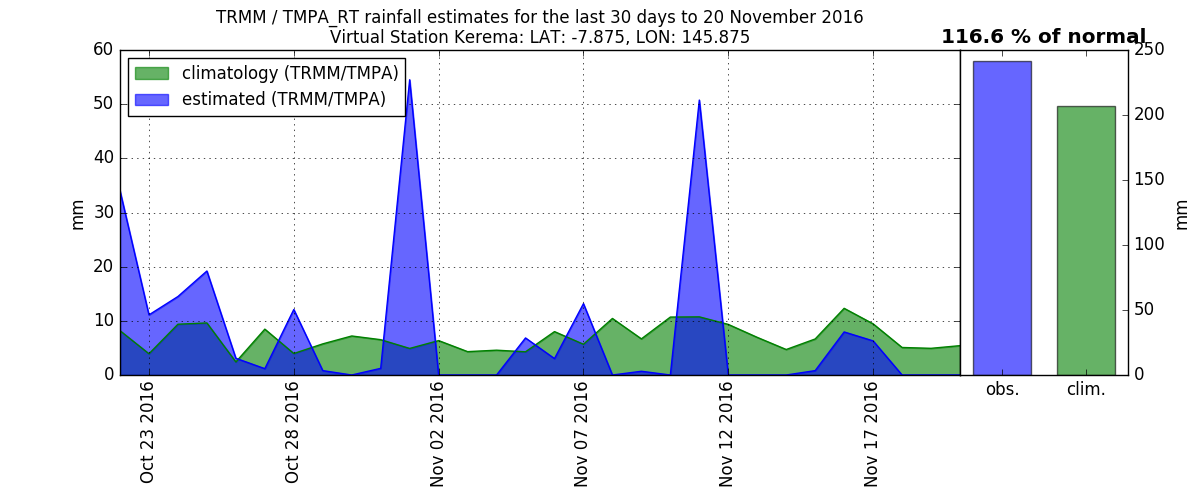 TRMM / TMPA_RT rainfall estimates for the last 30 days to 20 November 2016
Virtual Station Kerema: LAT: -7.875, LON: 145.875
116.6 % of normal
climatology (TRMM/TMPA)
estimated (TRMM/TMPA)
60
50
40
30
20
10
0
mm
Oct 23 2016
Oct 28 2016
Nov 02 2016
Nov 07 2016
Nov 12 2016
Nov 17 2016
250
200
150
100
50
0
mm
obs.
clim.